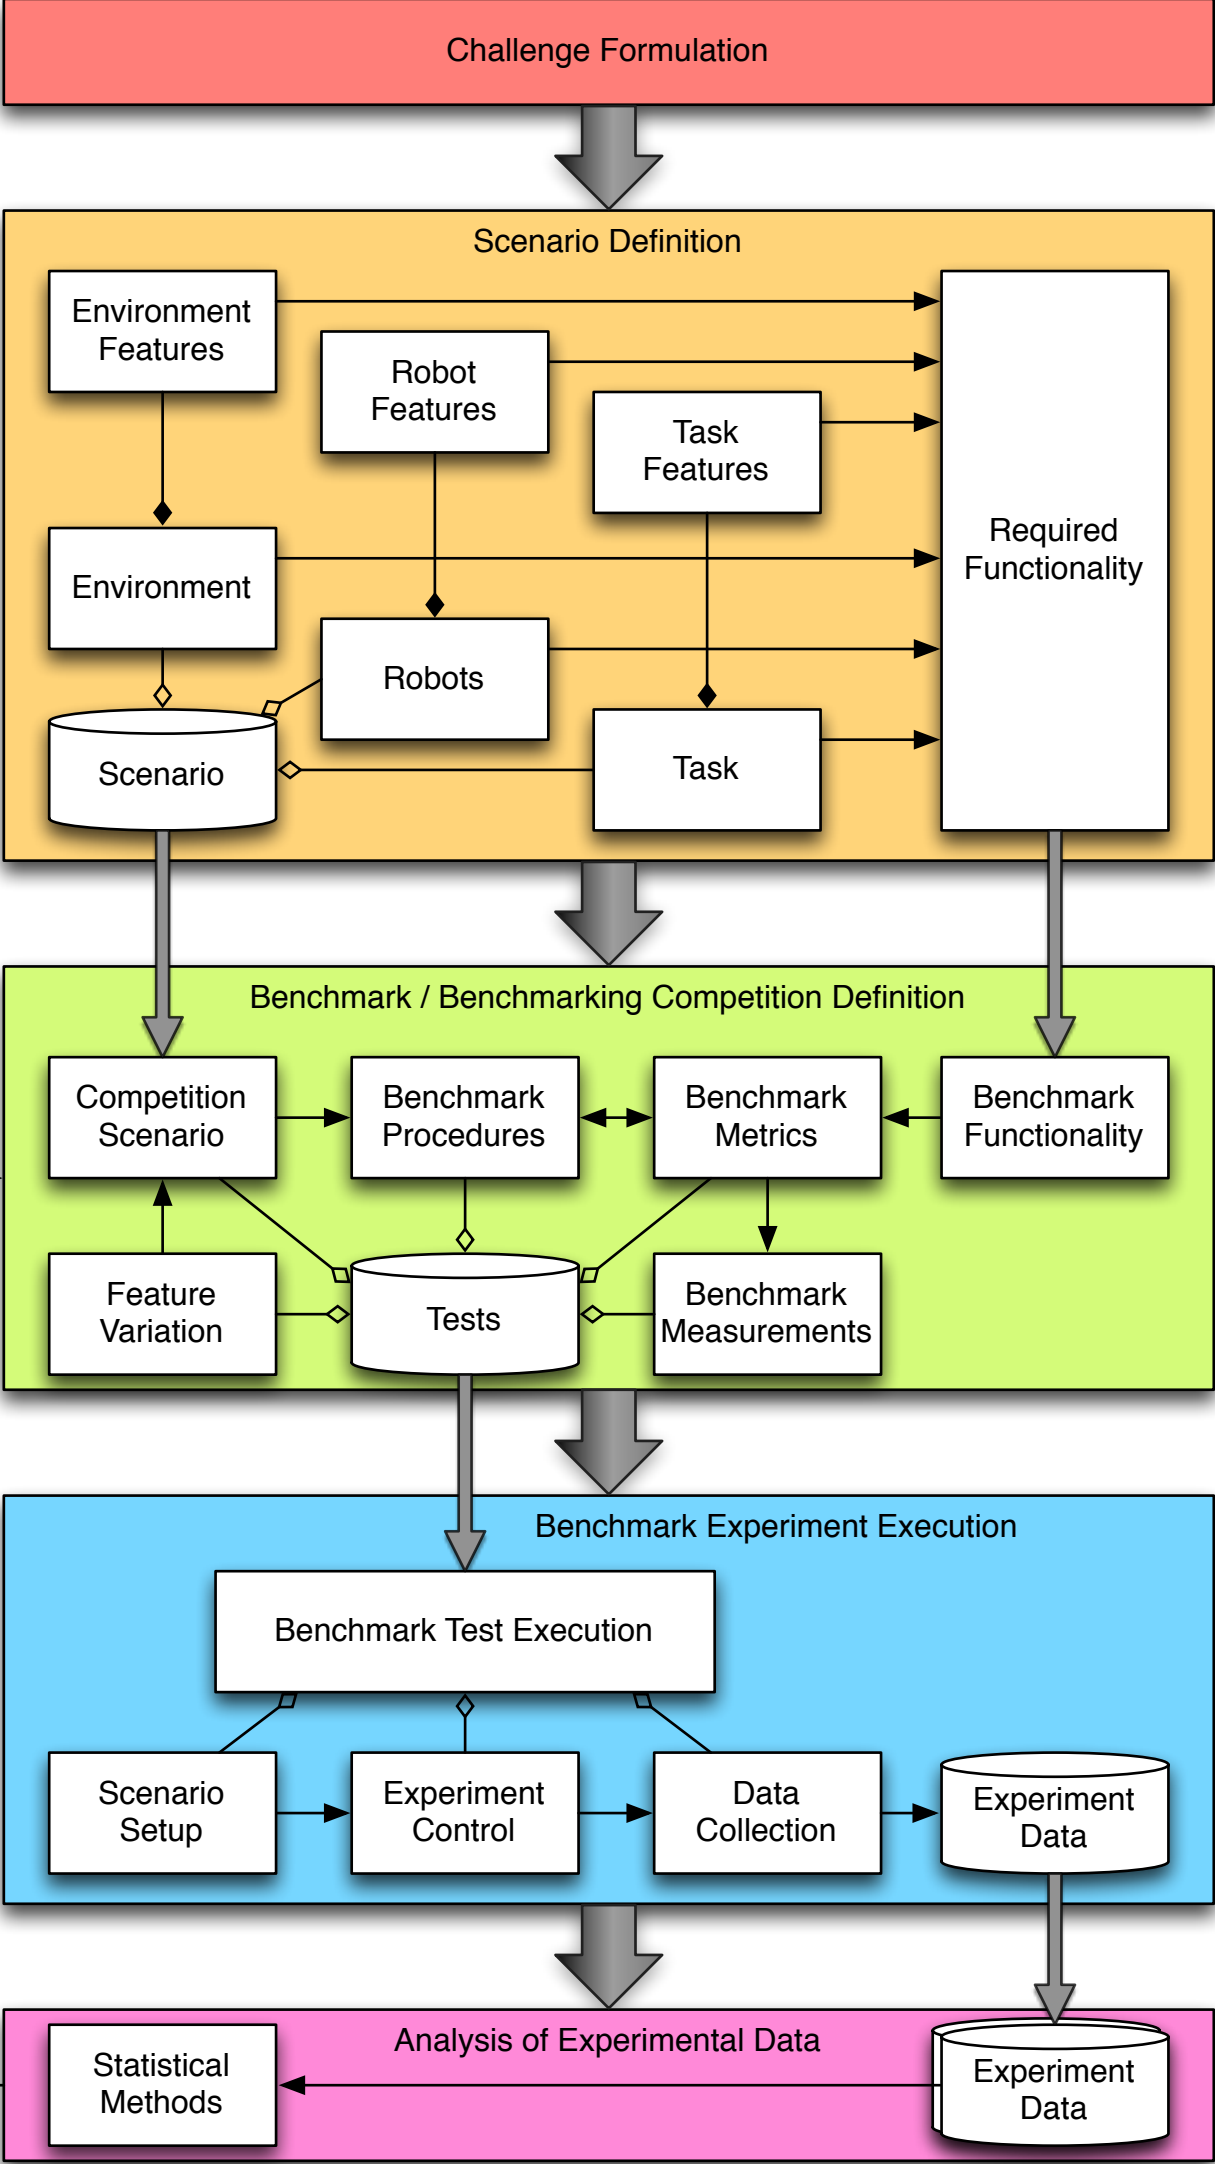 Challenge Formulation
Scenario Definition
Environment
Features
Robot
Features
Task
Features
Required
Functionality
Environment
Robots
Scenario
Task
Benchmark / Benchmarking Competition Definition
Competition
Scenario
Benchmark
Procedures
Benchmark
Metrics
Benchmark
Functionality
Feature
Variation
Tests
Benchmark
Measurements
Benchmark Experiment Execution
Benchmark Test Execution
Scenario
Setup
Experiment
Control
Data
Collection
Experiment
Data
Analysis of Experimental Data
Statistical
Methods
Experiment
Data